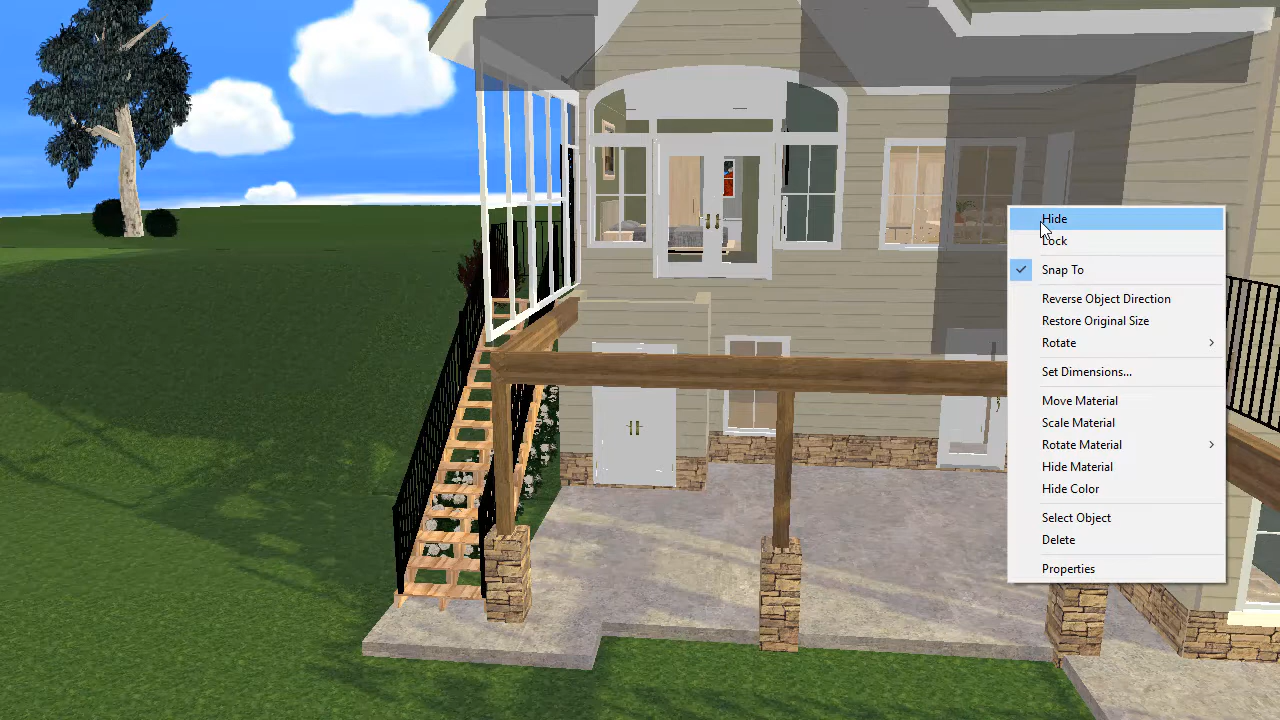 Hide
Lock
Snap To
Reverse Object Direction
Restore Original Size
Rotate
Set Dimensions...
Move Material
Scale Material
Rotate Material
Hide Material
Hide Color
Select Object
Delete
Properties